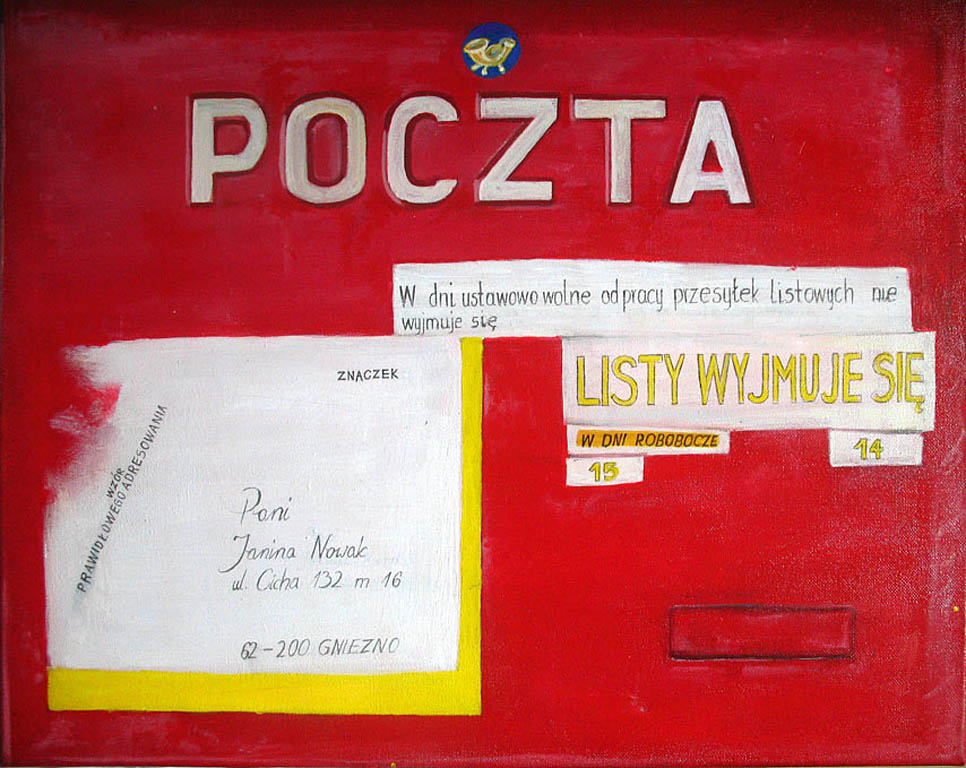 POCZTA
W dni ustawowo wolne od pracy przesyłek listowych nie
wyjmuje się
LISTY WYJMUJE SIĘ
W DNI ROBOBOCZE
14
15
ZNACZEK
WZÓR
PRAWIDŁOWEGO ADRESOWANIA
Pani
Janina Nowak
ul. Cicha 132 m 16
62-200 GNIEZNO